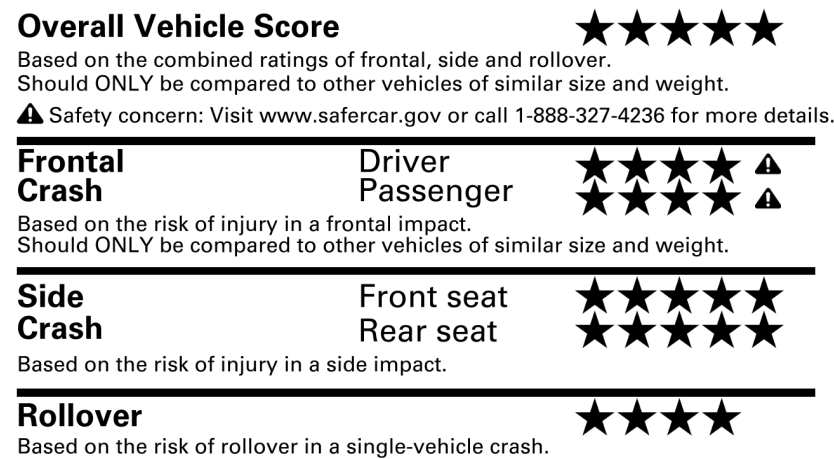 Overall Vehicle Score ★★★★★
Based on the combined ratings of frontal, side and rollover.
Should ONLY be compared to other vehicles of similar size and weight.
⚠ Safety concern: Visit www.safercar.gov or call 1-888-327-4236 for more details.
Frontal Driver ★★★★ ⚠
Crash Passenger ★★★★ ⚠
Based on the risk of injury in a frontal impact.
Should ONLY be compared to other vehicles of similar size and weight.
Side Front seat ★★★★★
Crash Rear seat ★★★★★
Based on the risk of injury in a side impact.
Rollover ★★★★
Based on the risk of rollover in a single-vehicle crash.